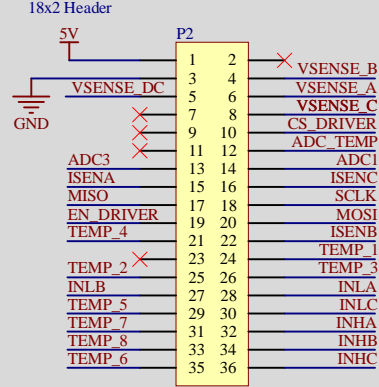 18x2 Header
5V
P2
1 2
VSENSE_B
3 4
VSENSE_DC
VSENSE_A
5 6
GND
VSENSE_C
7 8
CS_DRIVER
9 10
ADC_TEMP
11 12
ADC3 13 14 ADC1
ISENA 15 16 ISENC
MISO 17 18 SCLK
EN_DRIVER 19 20 MOSI
TEMP_4 21 22 ISENB
23 24 TEMP_1
TEMP_2 25 26 TEMP_3
INLB 27 28 INLA
TEMP_5 29 30 INLC
TEMP_7 31 32 INHA
TEMP_8 33 34 INHB
TEMP_6 35 36 INHC